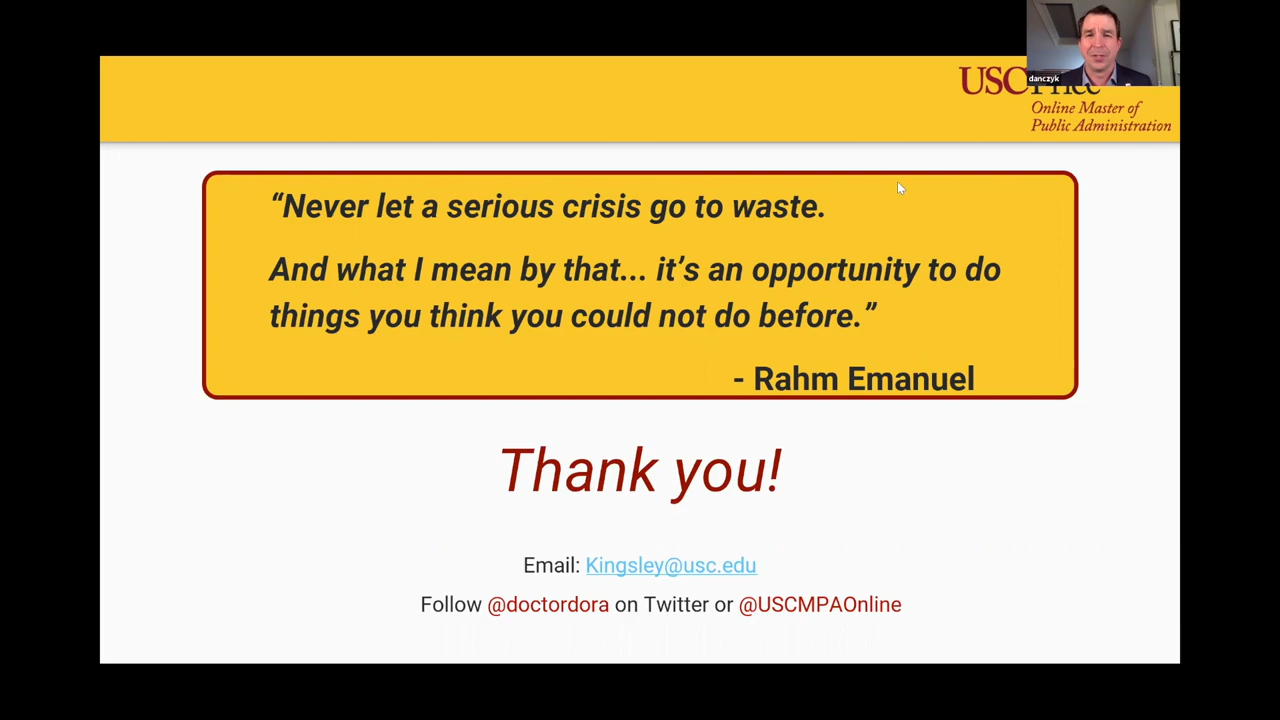 danczyk
USC Price
Online Master of
Public Administration
“Never let a serious crisis go to waste.
And what I mean by that... it’s an opportunity to do
things you think you could not do before.”
- Rahm Emanuel
Thank you!
Email: Kingsley@usc.edu
Follow @doctordora on Twitter or @USCMPAOnline